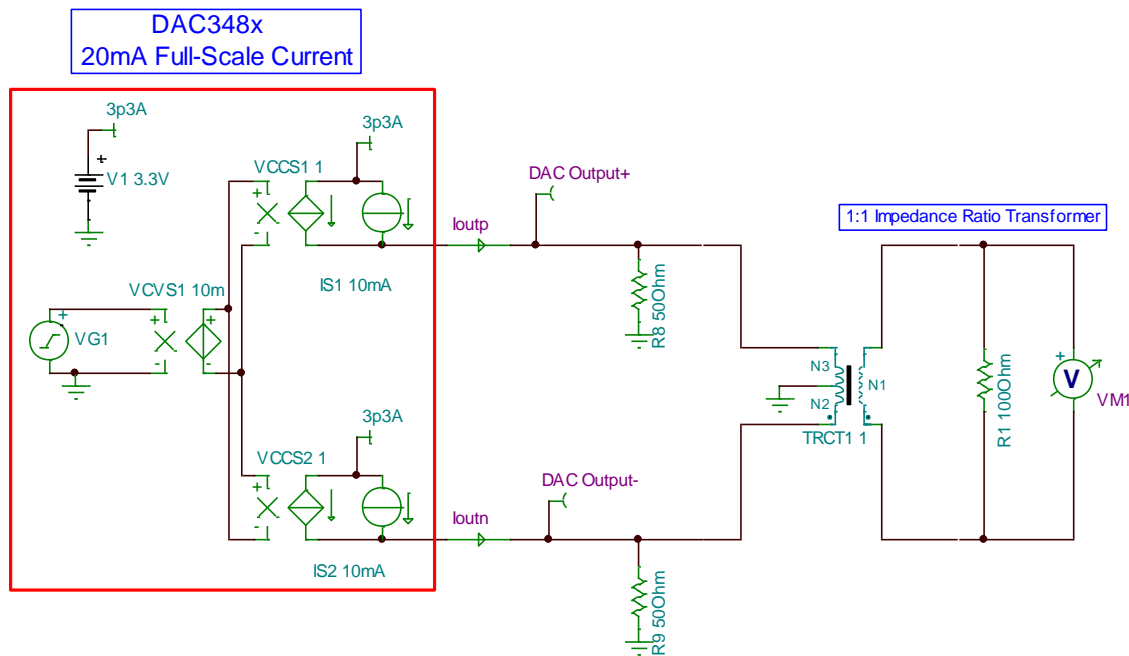 DAC348x
20mA Full-Scale Current
3p3A
+
V1 3.3V
3p3A
VCCS1 1
+
-
IS1 10mA
Ioutp
DAC Output+
R8 50Ohm
1:1 Impedance Ratio Transformer
VCVS1 10m
+
VG1
+
-
+
-
N3
N2
N1
TRCT1 1
R1 100Ohm
+
V
VM1
3p3A
VCCS2 1
+
-
IS2 10mA
Ioutn
DAC Output-
R9 50Ohm